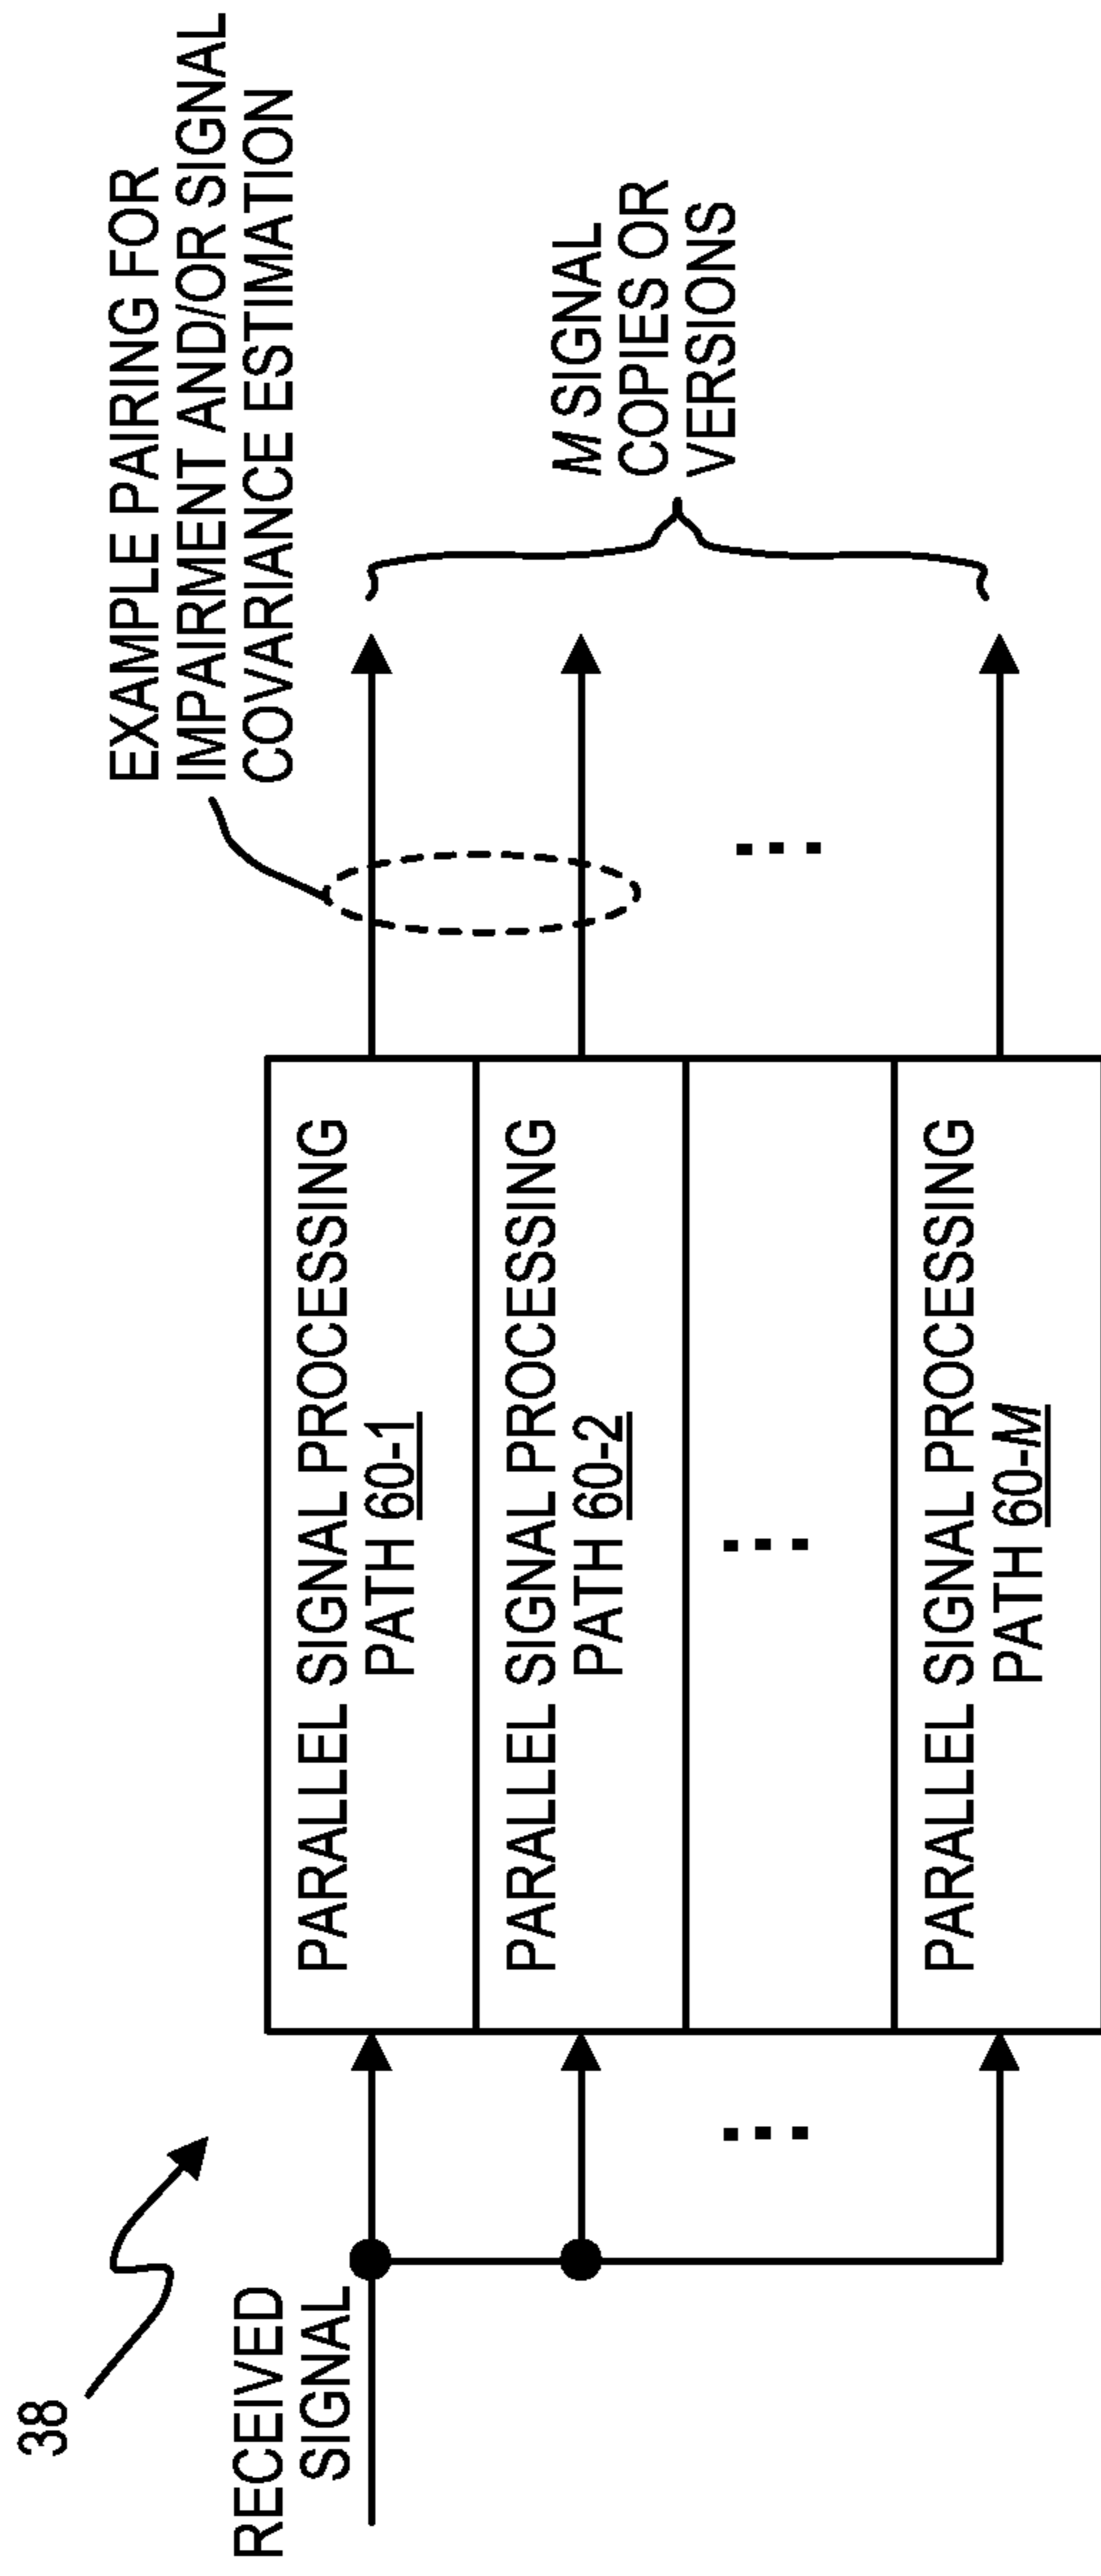 38
RECEIVED
SIGNAL
PARALLEL SIGNAL PROCESSING
PATH 60-1
PARALLEL SIGNAL PROCESSING
PATH 60-2
PARALLEL SIGNAL PROCESSING
PATH 60-M
EXAMPLE PAIRING FOR
IMPAIRMENT AND/OR SIGNAL
COVARIANCE ESTIMATION
M SIGNAL
COPIES OR
VERSIONS